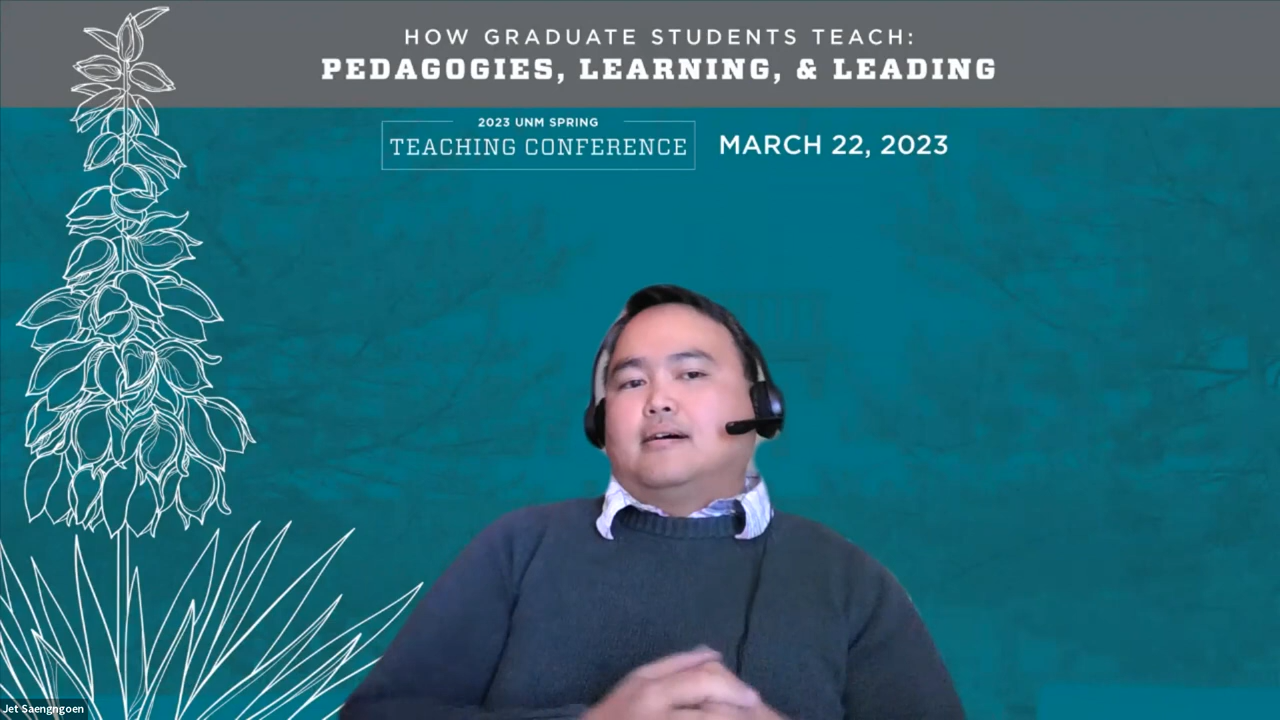 HOW GRADUATE STUDENTS TEACH:
PEDAGOGIES, LEARNING, & LEADING
2023 UNM SPRING
TEACHING CONFERENCE
MARCH 22, 2023
Jet Saengngoen